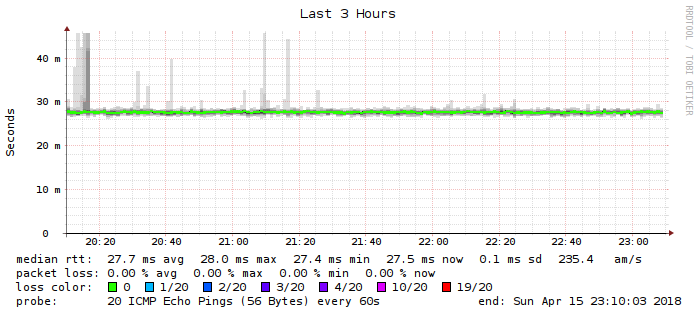 Last 3 Hours
RRDTOOL / TOBI OETIKER
Seconds
40 m
30 m
20 m
10 m
0
20:20 20:40 21:00 21:20 21:40 22:00 22:20 22:40 23:00
median rtt: 27.7 ms avg 28.0 ms max 27.4 ms min 27.5 ms now 0.1 ms sd 235.4 am/s
packet loss: 0.00 % avg 0.00 % max 0.00 % min 0.00 % now
loss color: 0 1/20 2/20 3/20 4/20 10/20 19/20
probe: 20 ICMP Echo Pings (56 Bytes) every 60s end: Sun Apr 15 23:10:03 2018